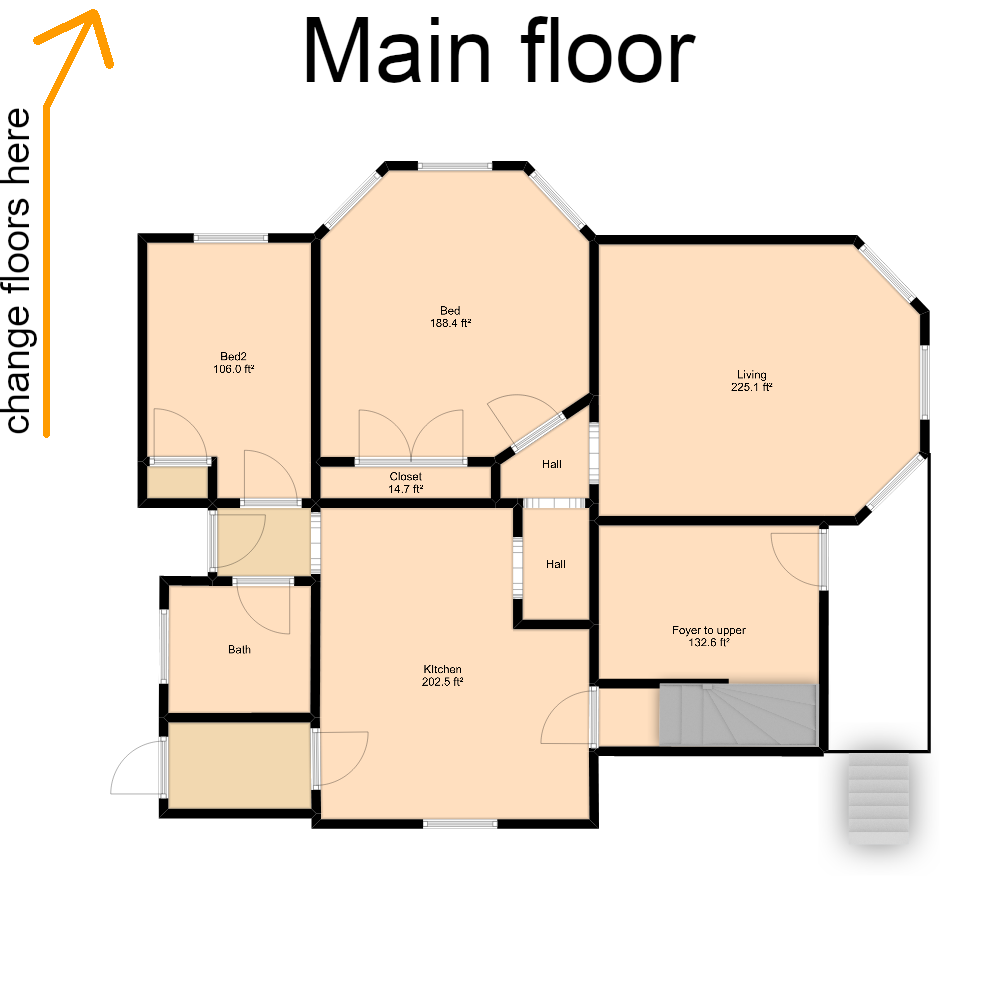 Main floor
change floors here
Bed
188.4 ft²
Bed2
106.0 ft²
Living
225.1 ft²
Hall
Closet
14.7 ft²
Hall
Foyer to upper
132.6 ft²
Bath
KItchen
202.5 ft²